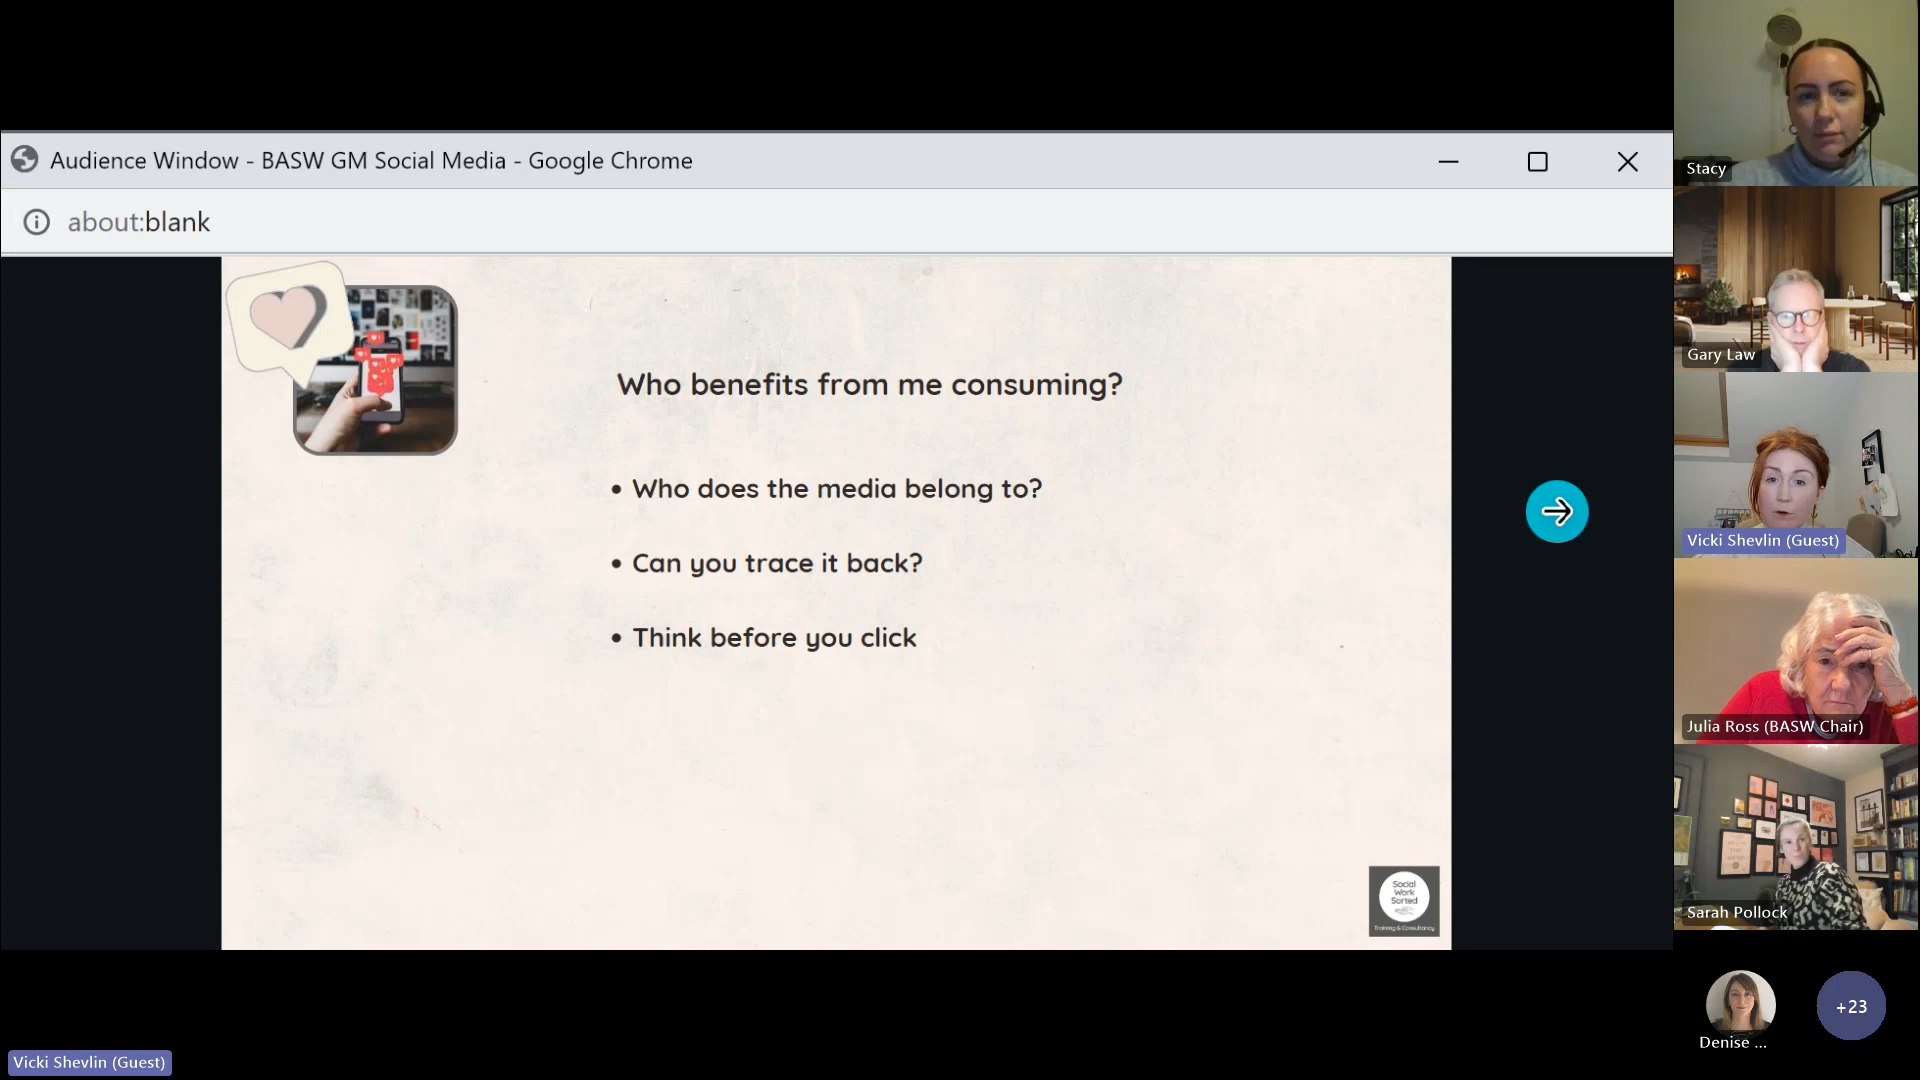 Audience Window - BASW GM Social Media - Google Chrome
about:blank
Who benefits from me consuming?
• Who does the media belong to?
• Can you trace it back?
• Think before you click
Social
Work
Sorted
Training & Consultancy
Vicki Shevlin (Guest)
Stacy
Gary Law
Vicki Shevlin (Guest)
Julia Ross (BASW Chair)
Sarah Pollock
Denise ...
+23